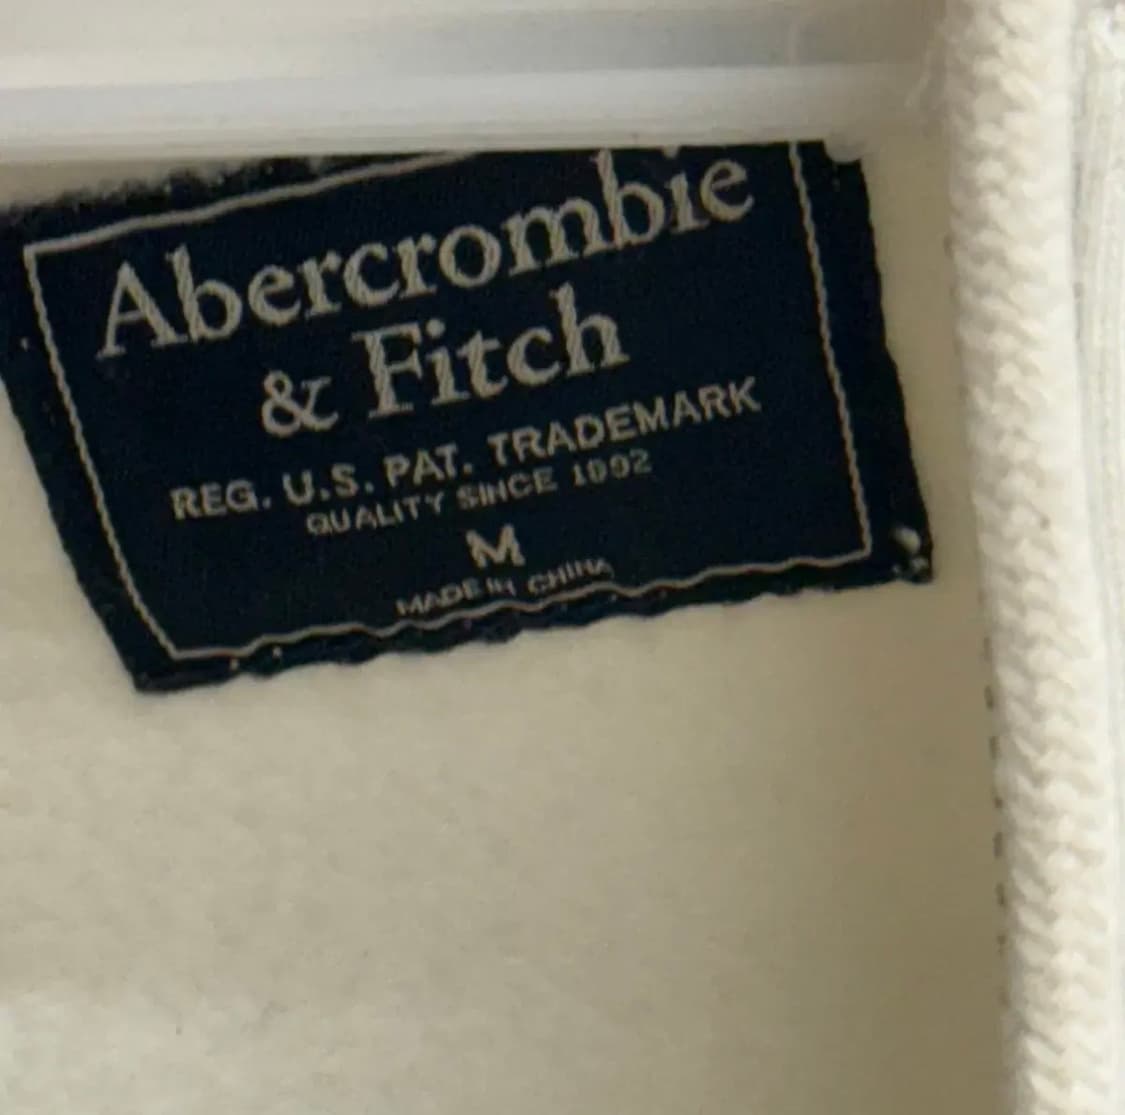 Abercrombie
& Fitch
REG. U.S. PAT. TRADEMARK
QUALITY SINCE 1892
M
MADE IN CHINA